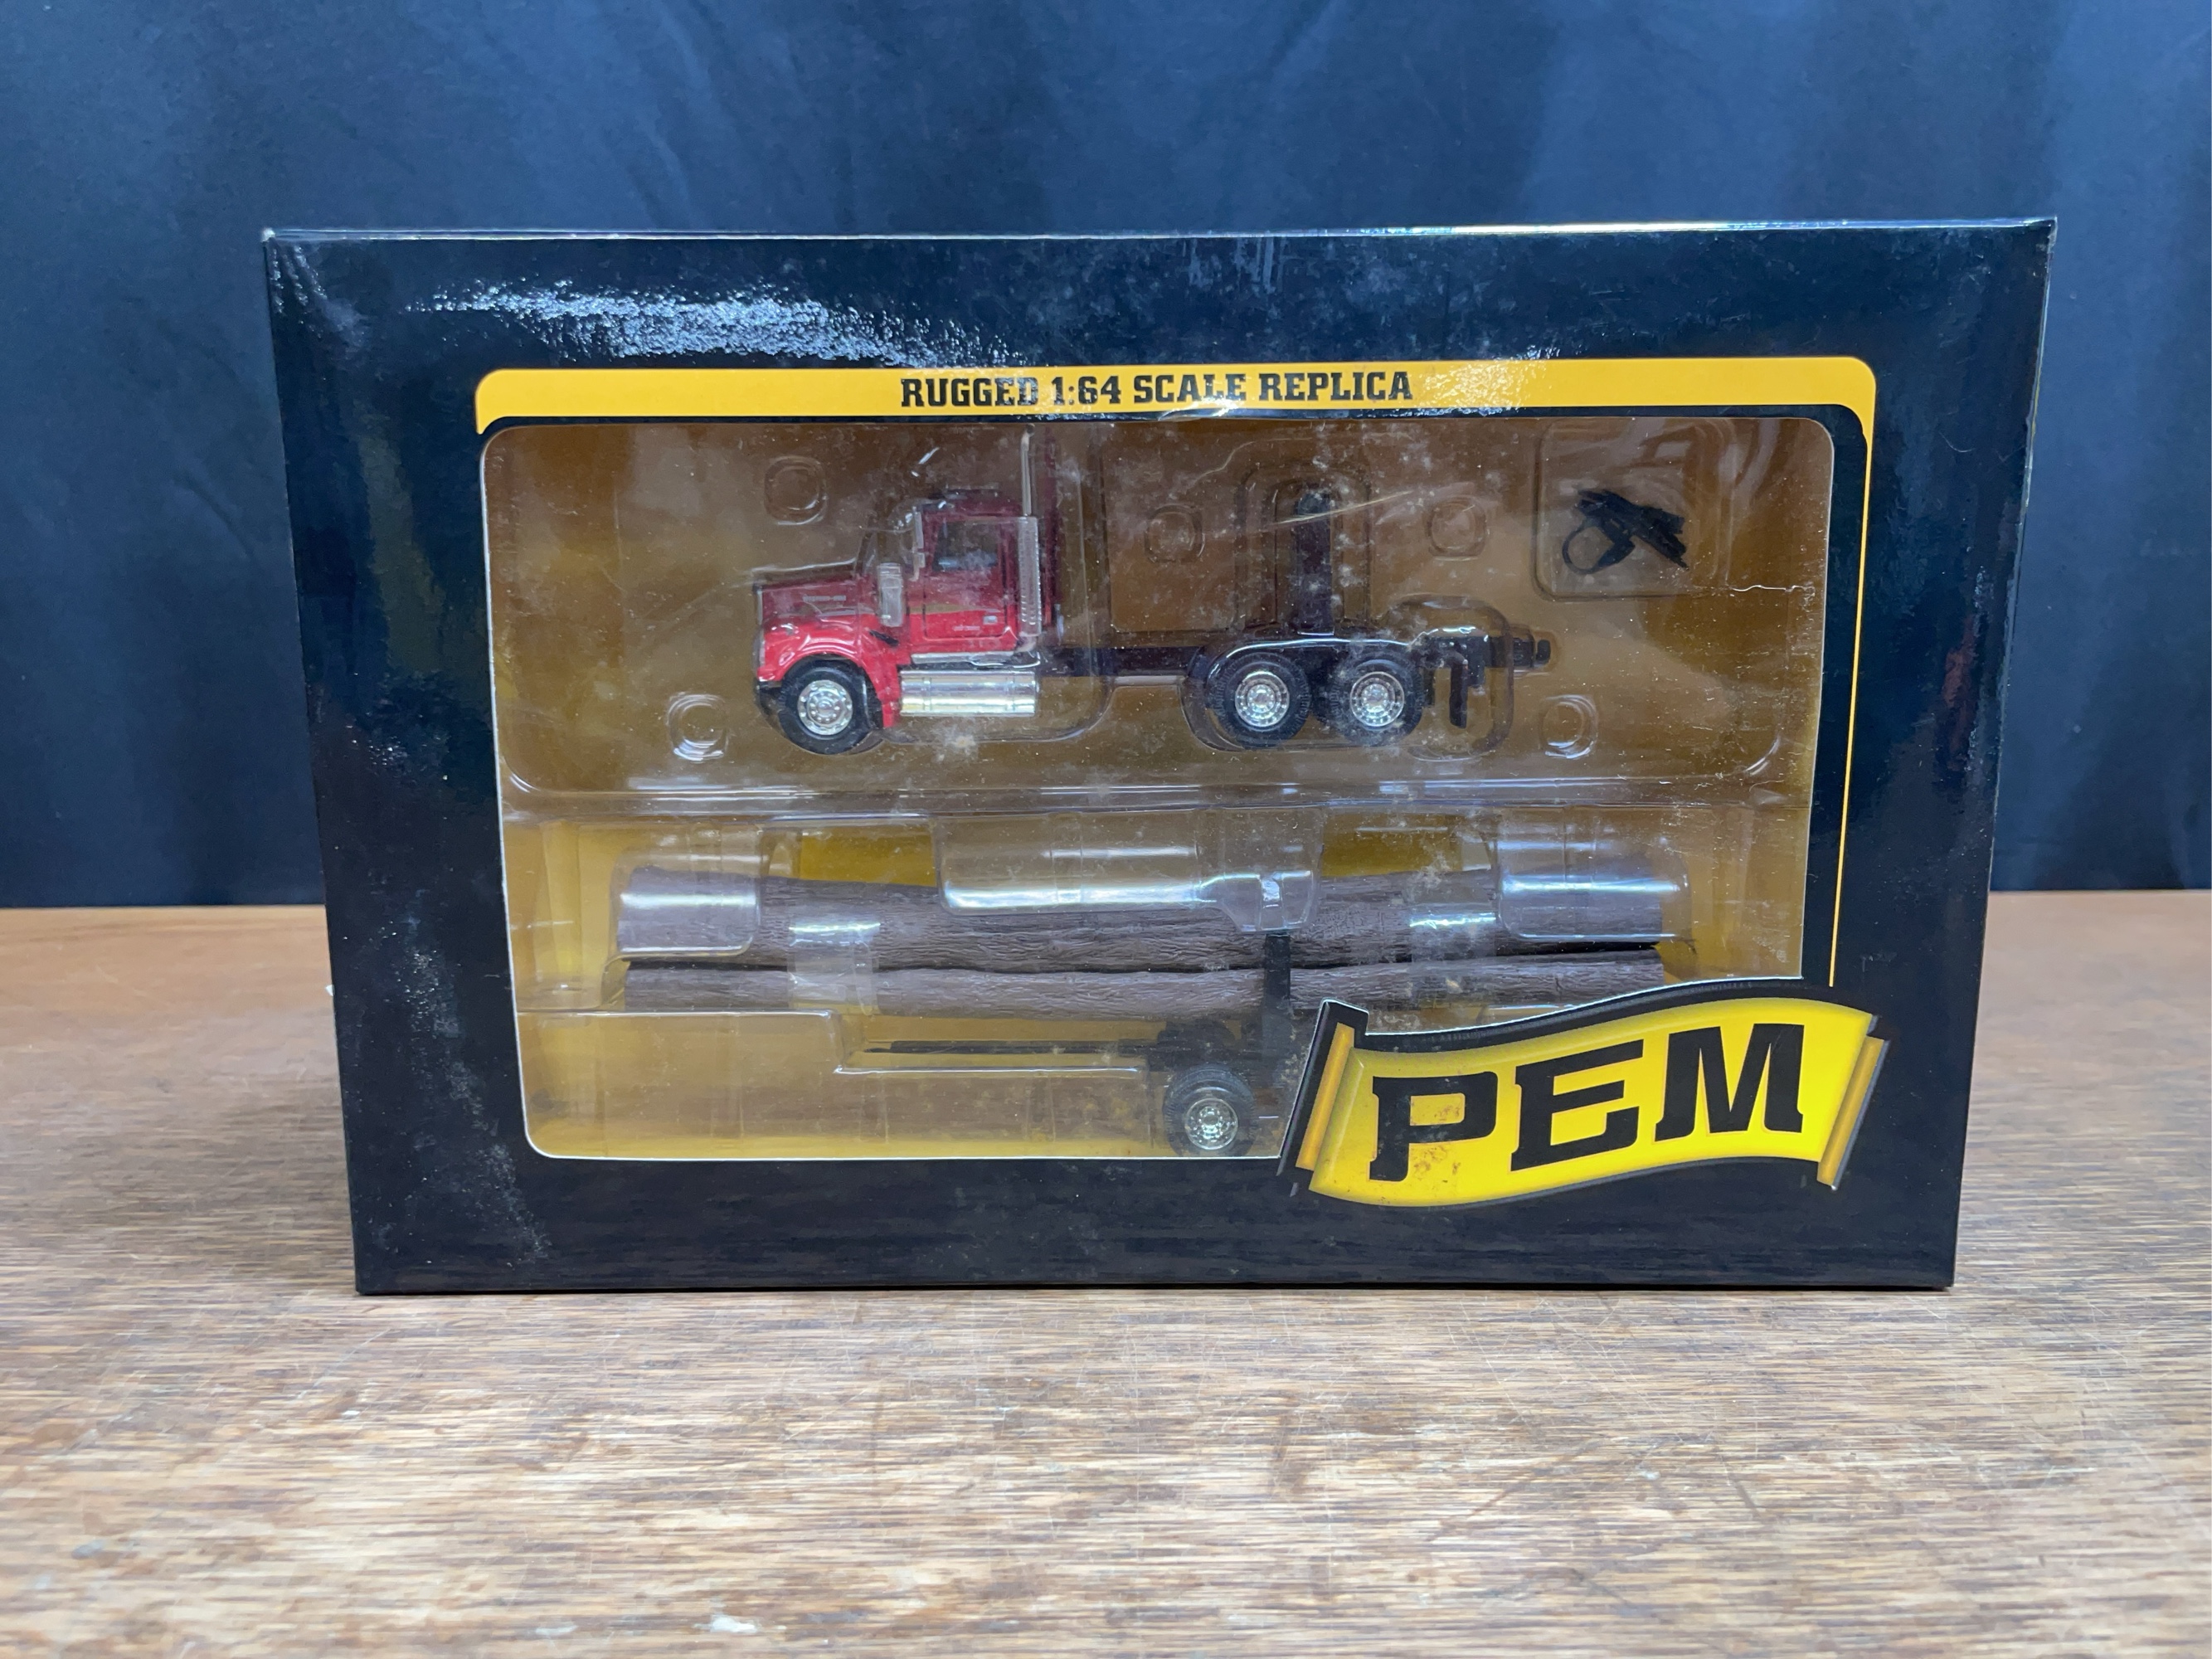 RUGGED 1:64 SCALE REPLICA
PEM